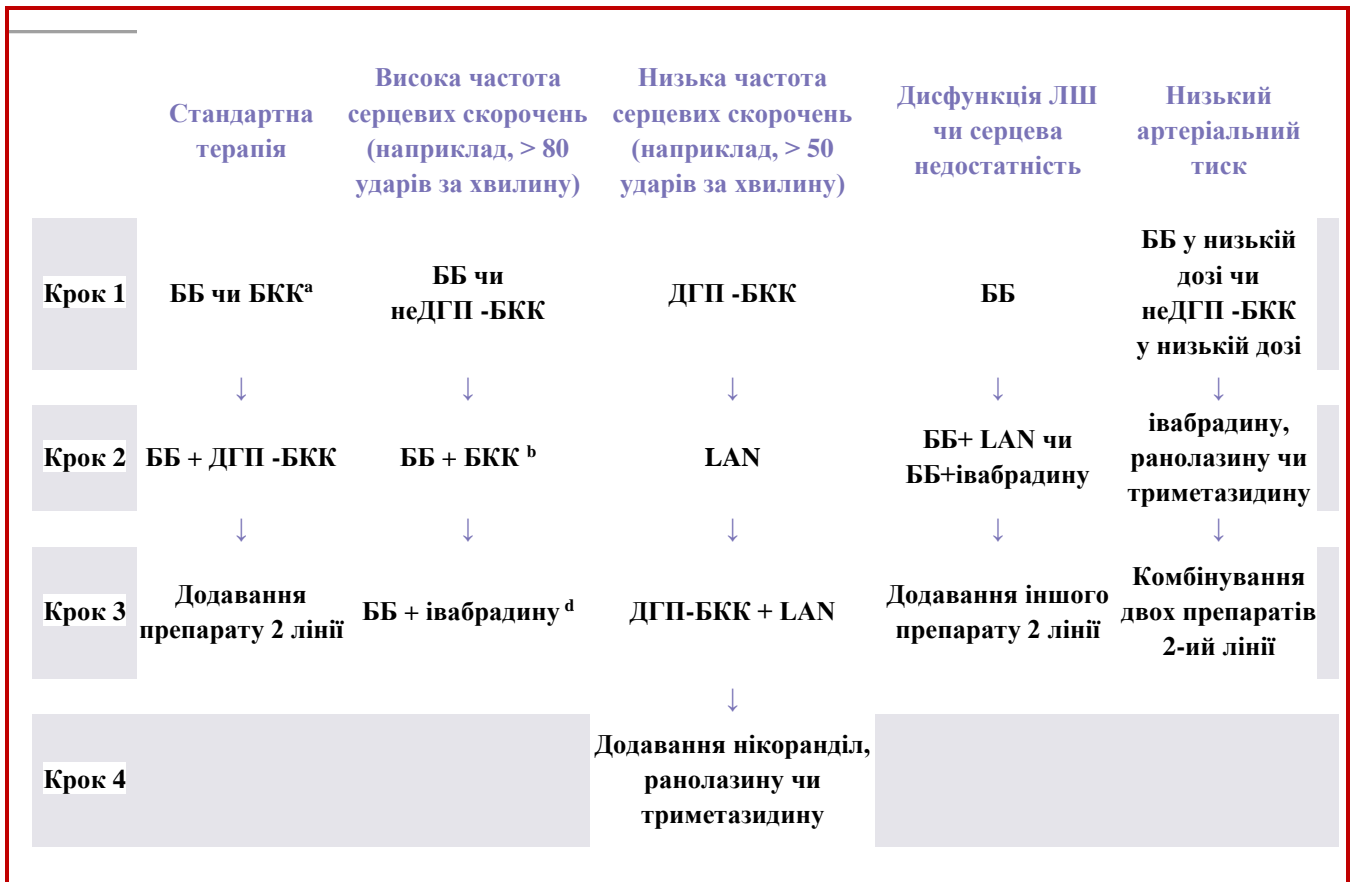 Стандартна
терапія
Висока частота
серцевих скорочень
(наприклад, > 80
ударів за хвилину)
Низька частота
серцевих скорочень
(наприклад, > 50
ударів за хвилину)
Дисфункція ЛШ
чи серцева
недостатність
Низький
артеріальний
тиск
Крок 1
ББ чи БККᵃ
ББ чи
неДГП -БКК
ДГП -БКК
ББ
ББ у низькій
дозі чи
неДГП -БКК
у низькій дозі
↓ ↓ ↓ ↓ ↓
Крок 2
ББ + ДГП -БКК
ББ + БКК ᵇ
LAN
ББ+ LAN чи
ББ+івабрадину
івабрадину,
ранолазину чи
триметазидину
↓ ↓ ↓ ↓ ↓
Крок 3
Додавання
препарату 2 лінії
ББ + івабрадину ᵈ
ДГП-БКК + LAN
Додавання іншого
препарату 2 лінії
Комбінування
двох препаратів
2-ий лінії
↓
Крок 4
Додавання нікоранділ,
ранолазину чи
триметазидину